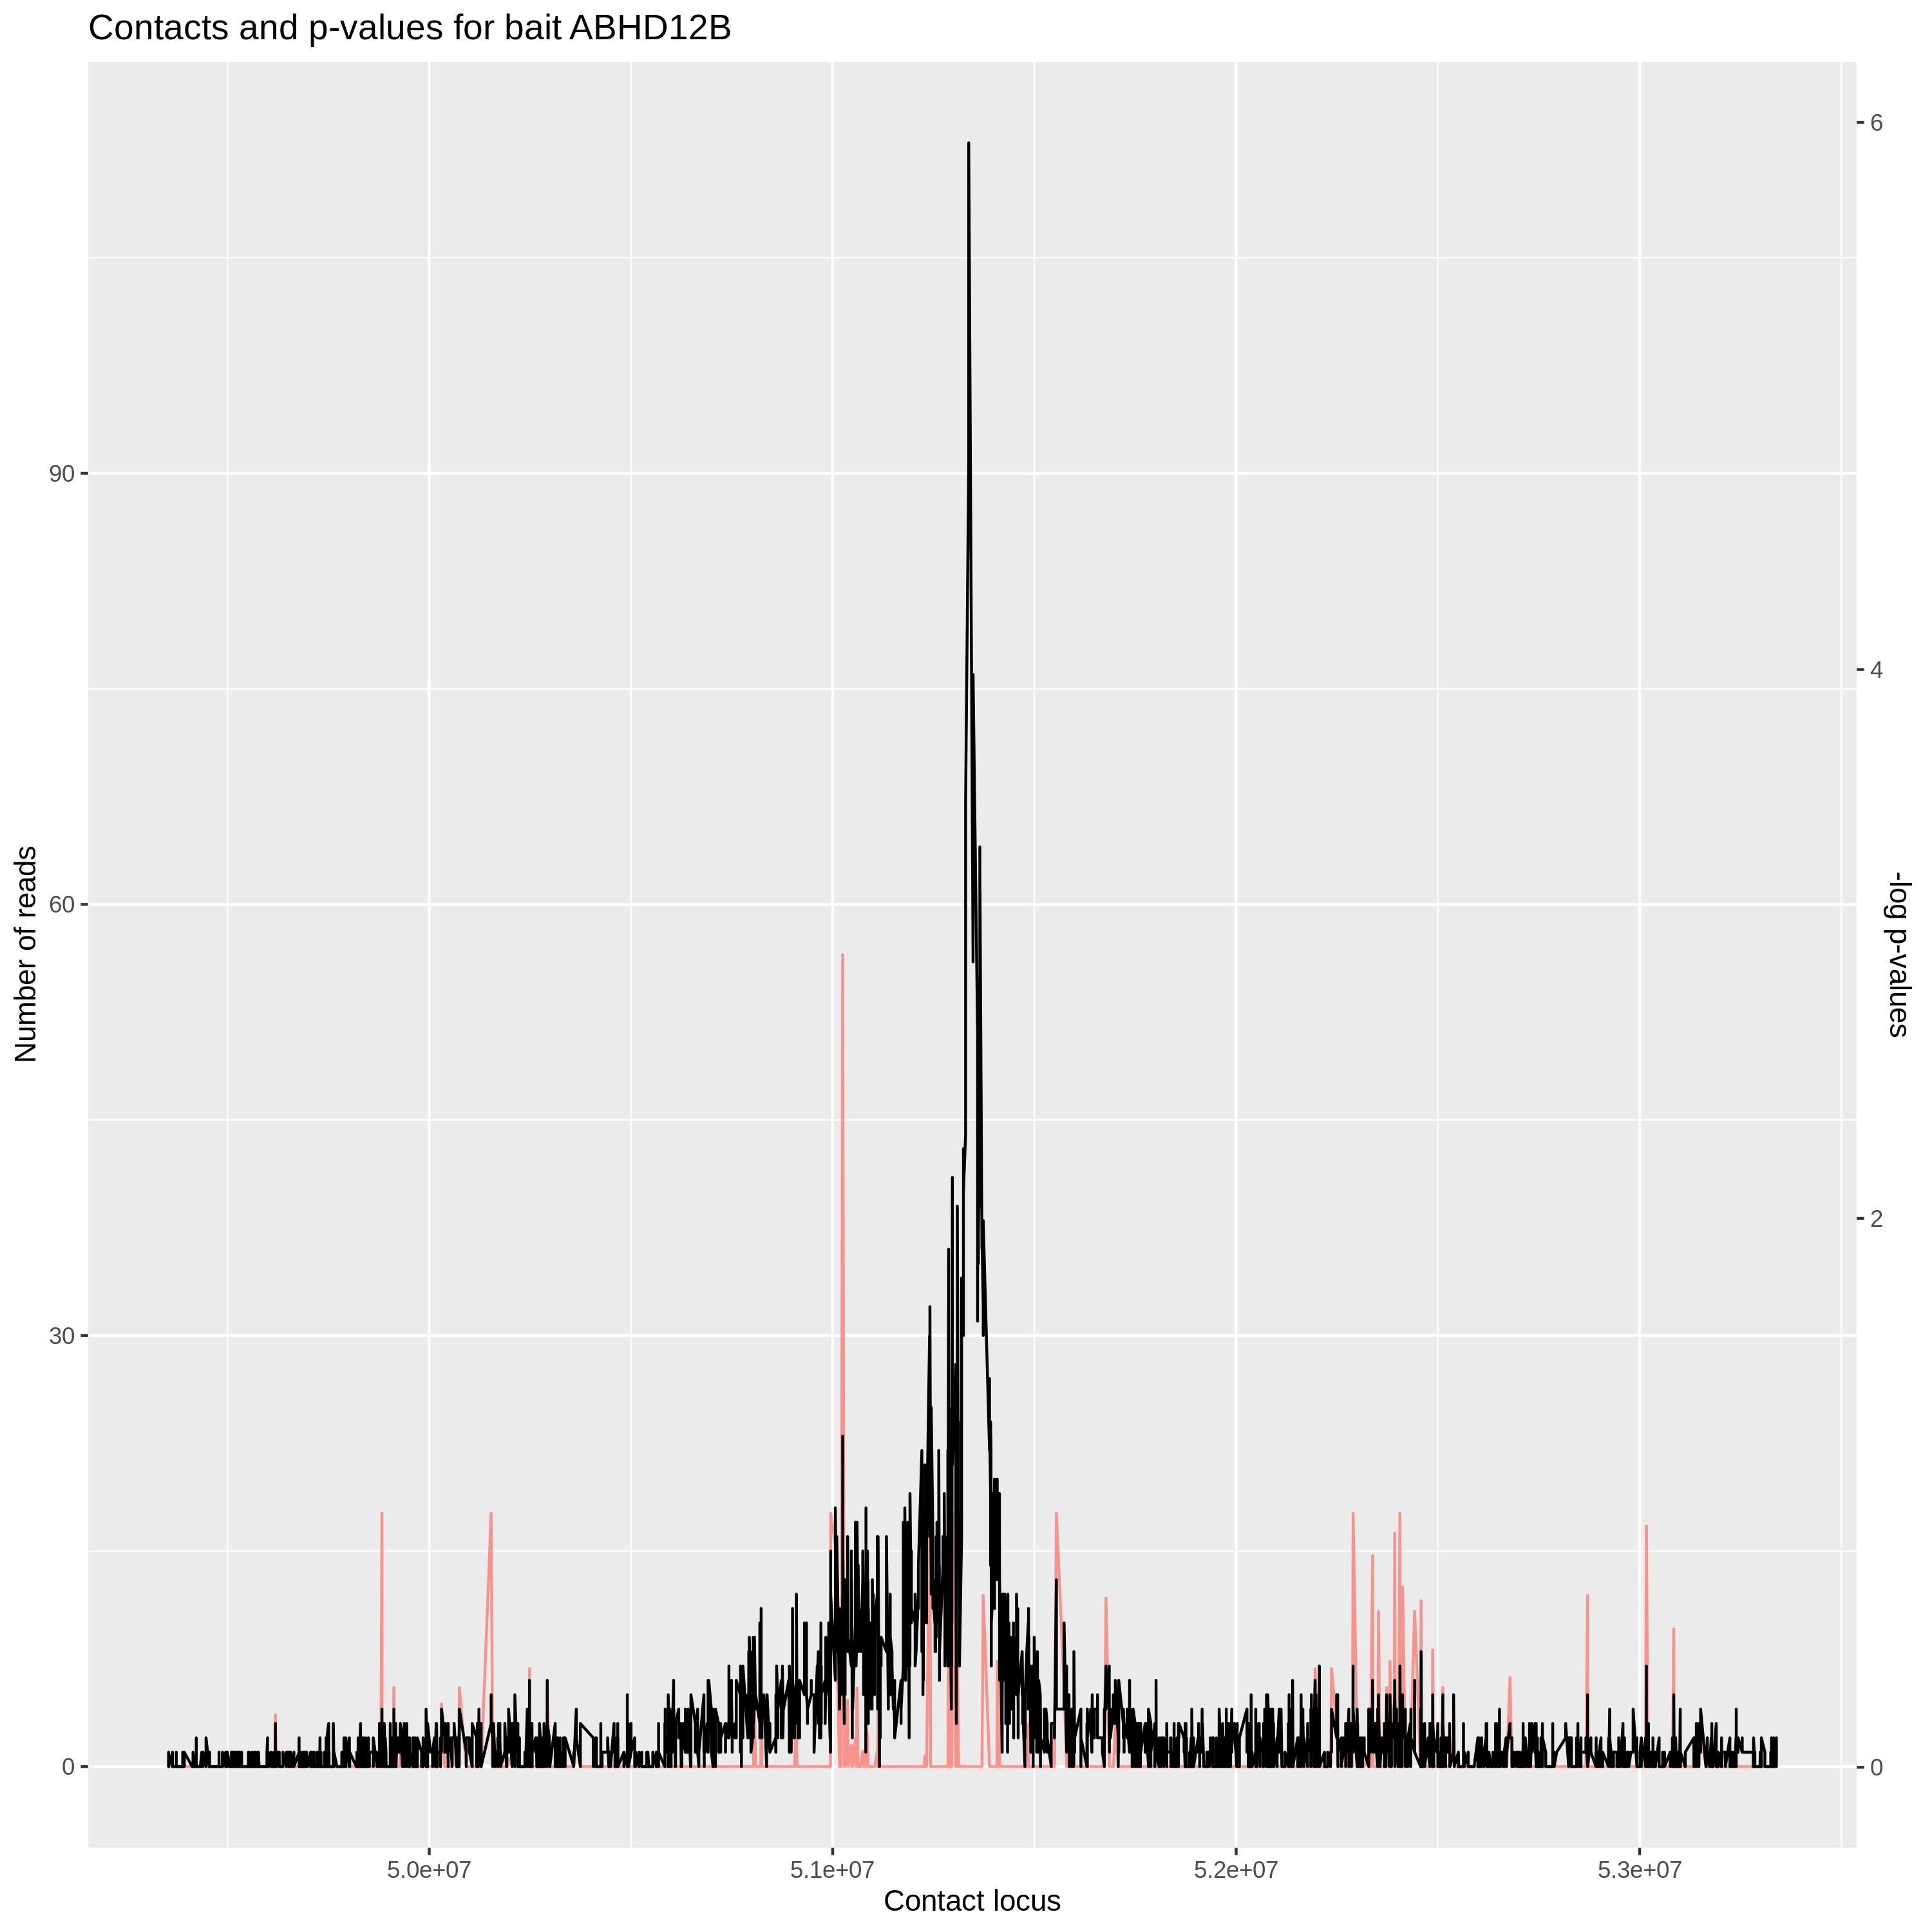 Contacts and p-values for bait ABHD12B
6
90
4
60
Number of reads
-log p-values
2
30
0
0
5.0e+07
5.1e+07
5.2e+07
5.3e+07
Contact locus